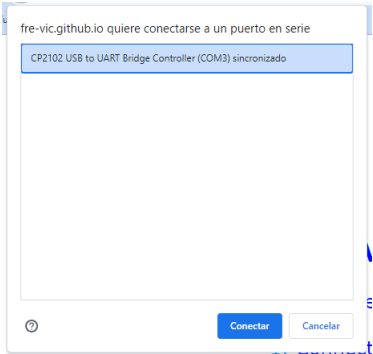 fre-vic.github.io quiere conectarse a un puerto en serie
CP2102 USB to UART Bridge Controller (COM3) sincronizado
Conectar
Cancelar